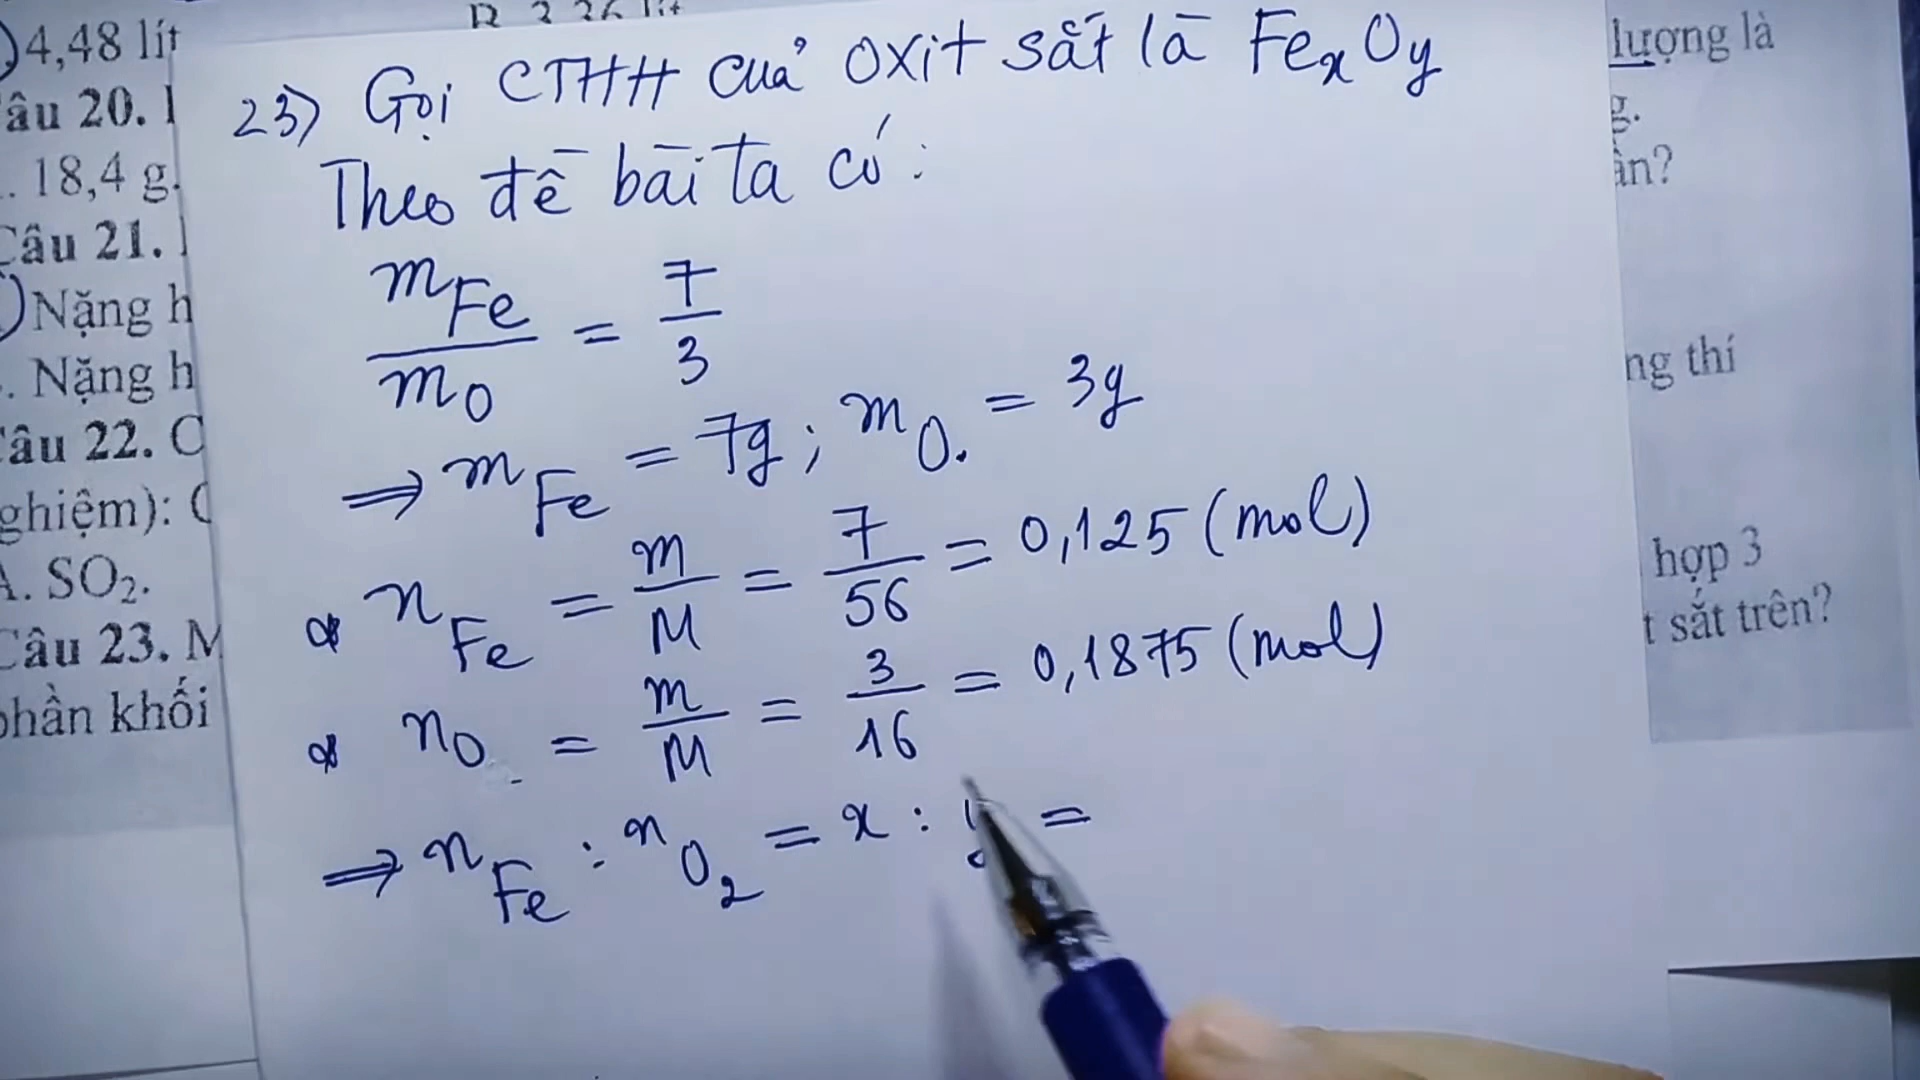 4,48 lít
âu 20.
18,4 g.
Câu 21.
Nặng h
. Nặng h
âu 22. C
ghiệm): C
A. SO₂.
Câu 23. M
phần khối
23) Gọi CTHH của oxit sắt là FexOy
Theo đề bài ta có:
mFe/mO = 7/3
⇒ mFe = 7g; mO. = 3g
* nFe = m/M = 7/56 = 0,125 (mol)
* nO = m/M = 3/16 = 0,1875 (mol)
⇒ nFe : nO₂ = x : y =
lượng là
g.
ần?
ng thí
hợp 3
t sắt trên?